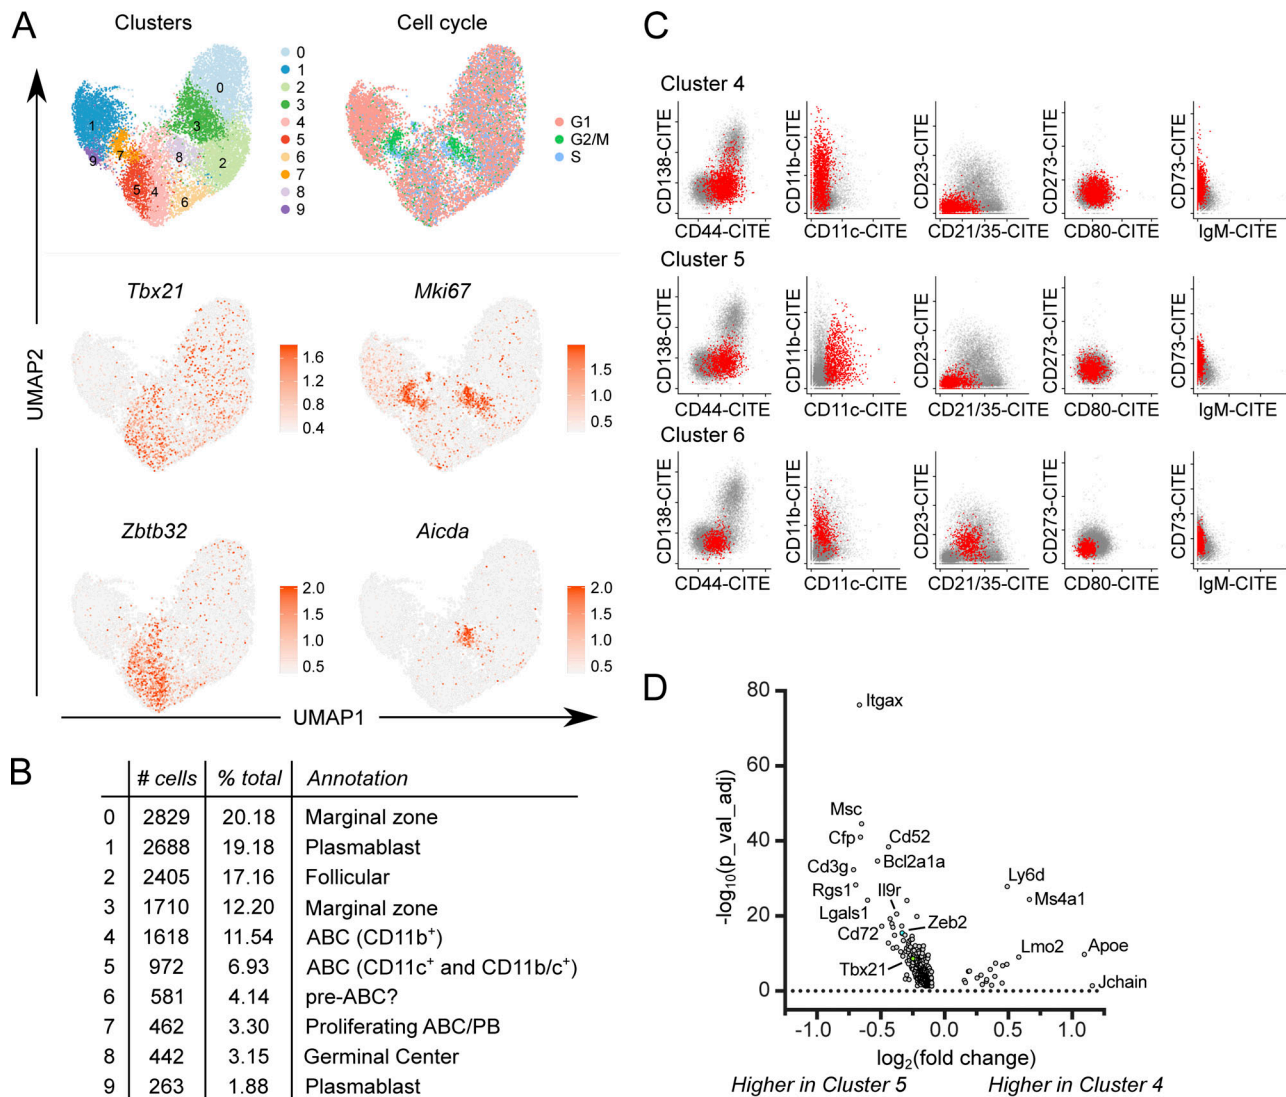 A
Clusters
Cell cycle
0
1
2
3
4
5
6
7
8
9
0
1
2
3
4
5
6
7
8
9
G1
G2/M
S
Tbx21
1.6
1.2
0.8
0.4
Mki67
1.5
1.0
0.5
Zbtb32
2.0
1.5
1.0
0.5
Aicda
2.0
1.5
1.0
0.5
UMAP2
UMAP1
B
# cells % total Annotation
0 2829 20.18 Marginal zone
1 2688 19.18 Plasmablast
2 2405 17.16 Follicular
3 1710 12.20 Marginal zone
4 1618 11.54 ABC (CD11b+)
5 972 6.93 ABC (CD11c+ and CD11b/c+)
6 581 4.14 pre-ABC?
7 462 3.30 Proliferating ABC/PB
8 442 3.15 Germinal Center
9 263 1.88 Plasmablast
C
Cluster 4
CD138-CITE
CD11b-CITE
CD23-CITE
CD273-CITE
CD73-CITE
CD44-CITE CD11c-CITE CD21/35-CITE CD80-CITE IgM-CITE
Cluster 5
CD138-CITE
CD11b-CITE
CD23-CITE
CD273-CITE
CD73-CITE
CD44-CITE CD11c-CITE CD21/35-CITE CD80-CITE IgM-CITE
Cluster 6
CD138-CITE
CD11b-CITE
CD23-CITE
CD273-CITE
CD73-CITE
CD44-CITE CD11c-CITE CD21/35-CITE CD80-CITE IgM-CITE
D
-log10(p_val_adj)
80
60
40
20
0
Itgax
Msc
Cfp
Cd52
Cd3g
Bcl2a1a
Rgs1
Il9r
Ly6d
Ms4a1
Lgals1
Zeb2
Cd72
Lmo2
Apoe
Tbx21
Jchain
-1.0 -0.5 0.0 0.5 1.0
log2(fold change)
Higher in Cluster 5 Higher in Cluster 4